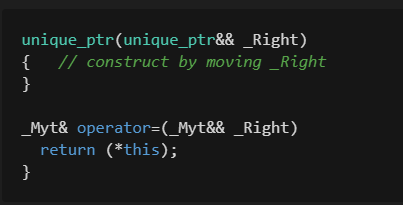 unique_ptr(unique_ptr&& _Right)
{   // construct by moving _Right
}

_Myt& operator=(_Myt&& _Right)
  return (*this);
}